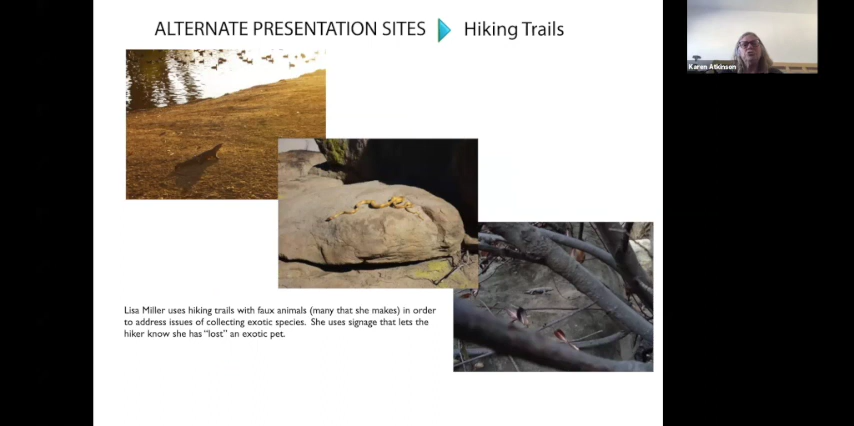 ALTERNATE PRESENTATION SITES Hiking Trails
Karen Atkinson
Lisa Miller uses hiking trails with faux animals (many that she makes) in order
to address issues of collecting exotic species. She uses signage that lets the
hiker know she has "lost" an exotic pet.